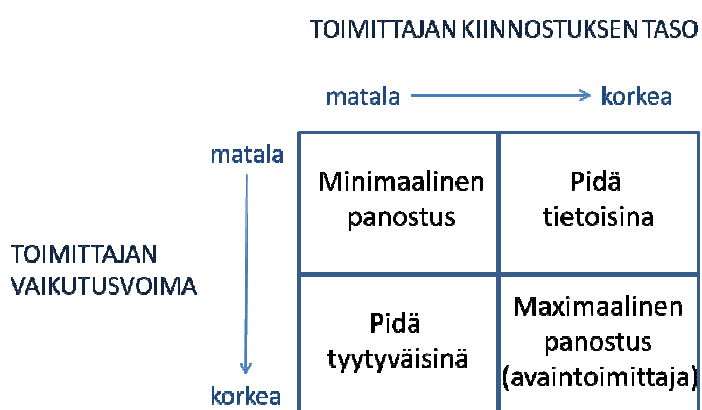 TOIMITTAJAN KIINNOSTUKSEN TASO
matala korkea
matala
Minimaalinen
panostus
Pidä
tietoisina
TOIMITTAJAN
VAIKUTUSVOIMA
Pidä
tyytyväisinä
Maximaalinen
panostus
(avaintoimittaja)
korkea